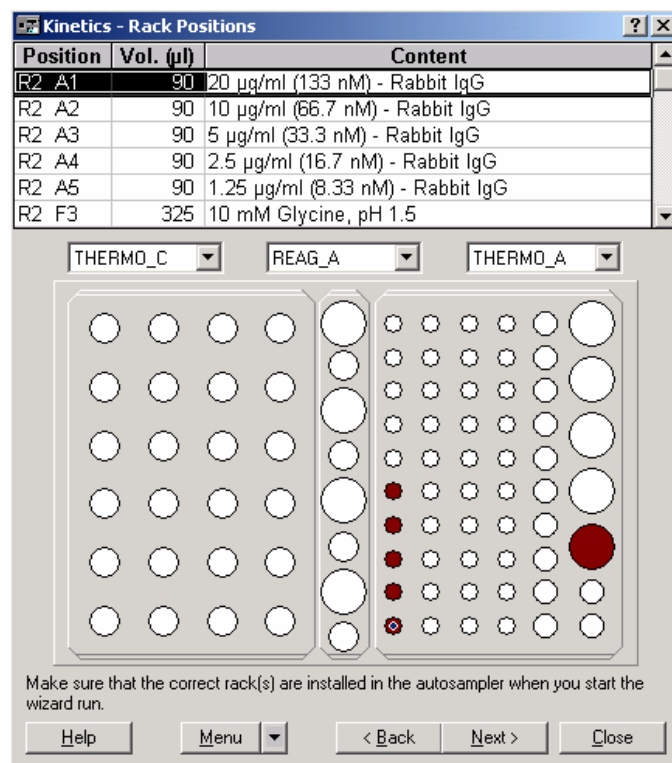 Kinetics - Rack Positions
Position Vol. (µl) Content
R2 A1 90 20 µg/ml (133 nM) - Rabbit IgG
R2 A2 90 10 µg/ml (66.7 nM) - Rabbit IgG
R2 A3 90 5 µg/ml (33.3 nM) - Rabbit IgG
R2 A4 90 2.5 µg/ml (16.7 nM) - Rabbit IgG
R2 A5 90 1.25 µg/ml (8.33 nM) - Rabbit IgG
R2 F3 325 10 mM Glycine, pH 1.5
THERMO_C REAG_A THERMO_A
Make sure that the correct rack(s) are installed in the autosampler when you start the
wizard run.
Help Menu < Back Next > Close